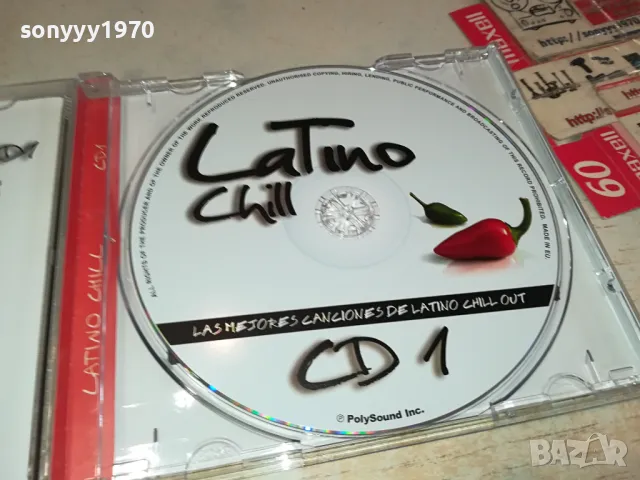 sonyyy1970
LaTino
Chill
ALL RIGHTS OF THE PRODUCER AND OF THE OWNER OF THE WORK REPRODUCED RESERVED. UNAUTHORISED COPYING, HIRING, LENDING, PUBLIC PERFORMANCE AND BROADCASTING OF THIS RECORD PROHIBITED. MADE IN EU.
LAS MEJORES CANCIONES DE LATINO CHILL OUT
CD 1
℗ PolySound Inc.
LATINO CHILL
CD1
maxell
maxell
60
BAZAR